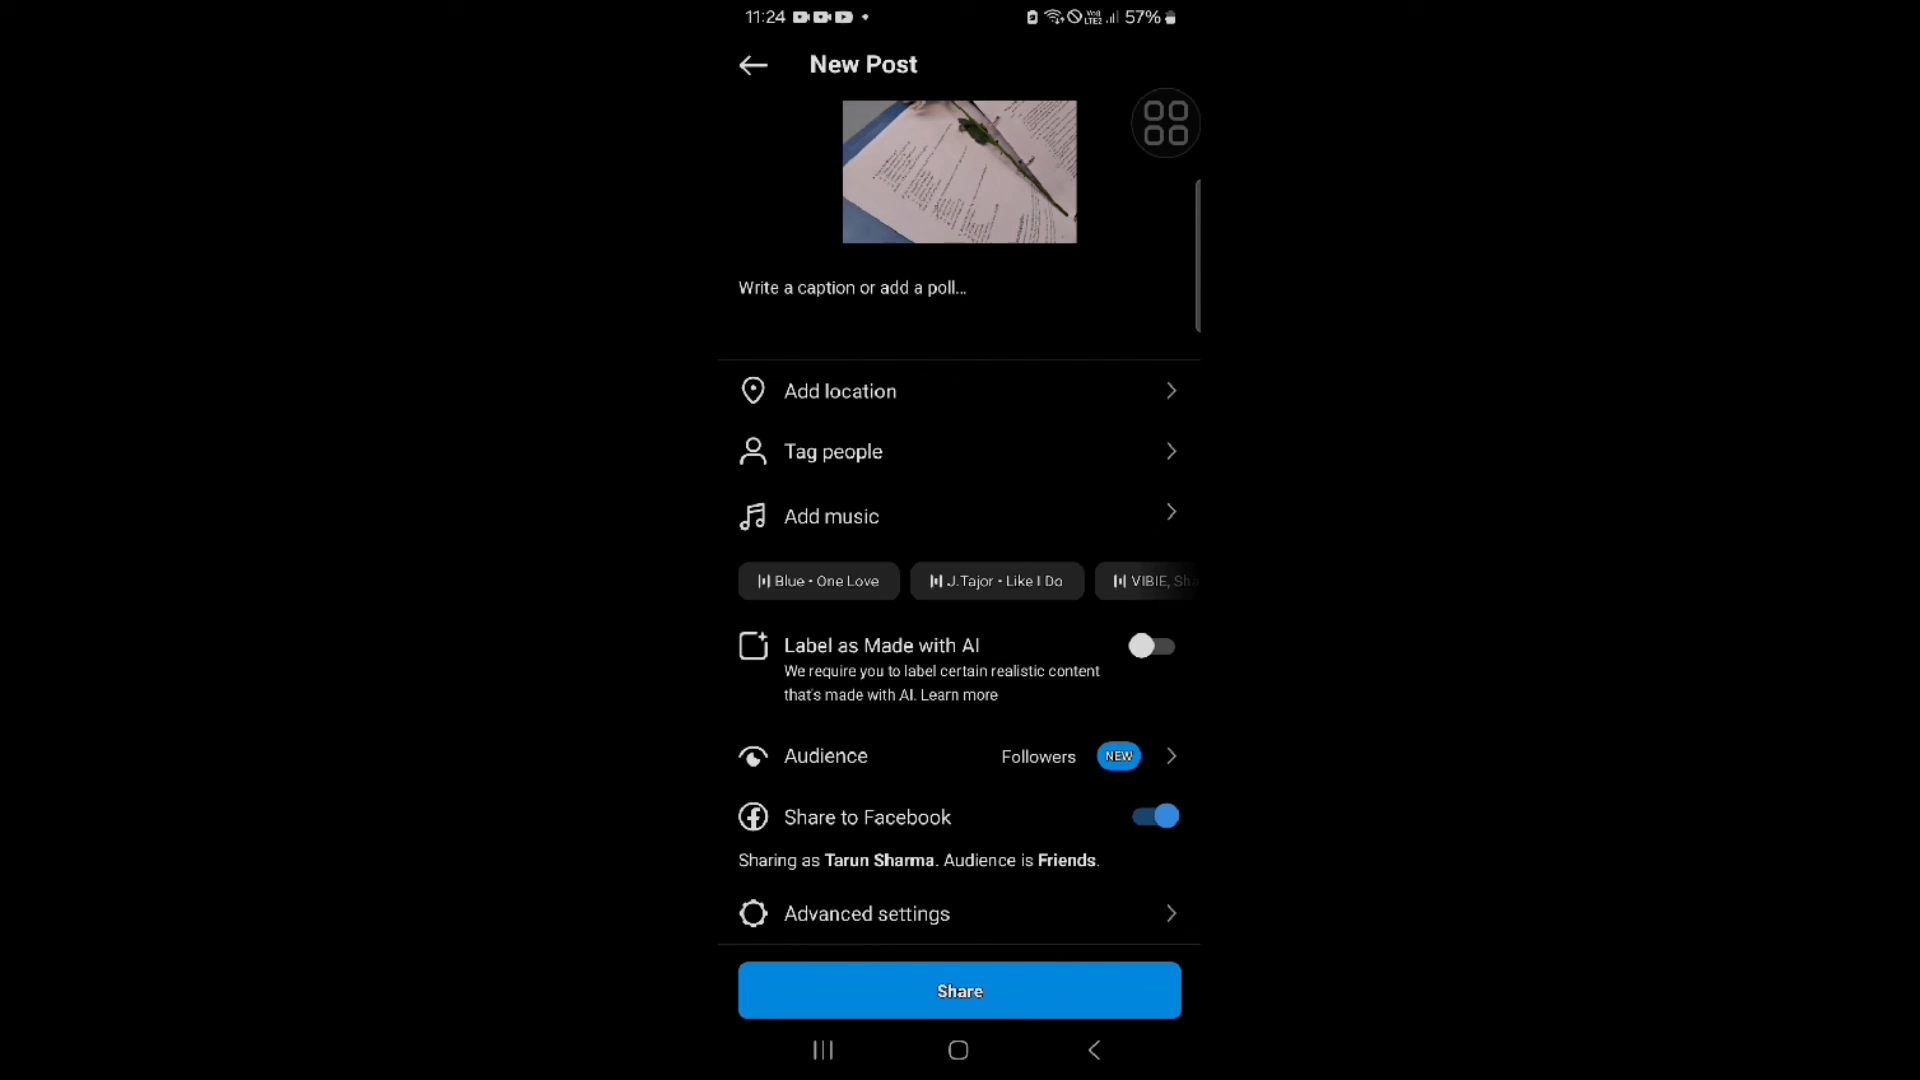 11:24
Vo)
LTE2
57%
New Post
Write a caption or add a poll...
Add location
Tag people
Add music
Blue • One Love
J.Tajor • Like I Do
VIBIE, Sha
Label as Made with AI
We require you to label certain realistic content
that's made with AI. Learn more
Audience
Followers
NEW
Share to Facebook
Sharing as Tarun Sharma. Audience is Friends.
Advanced settings
Share